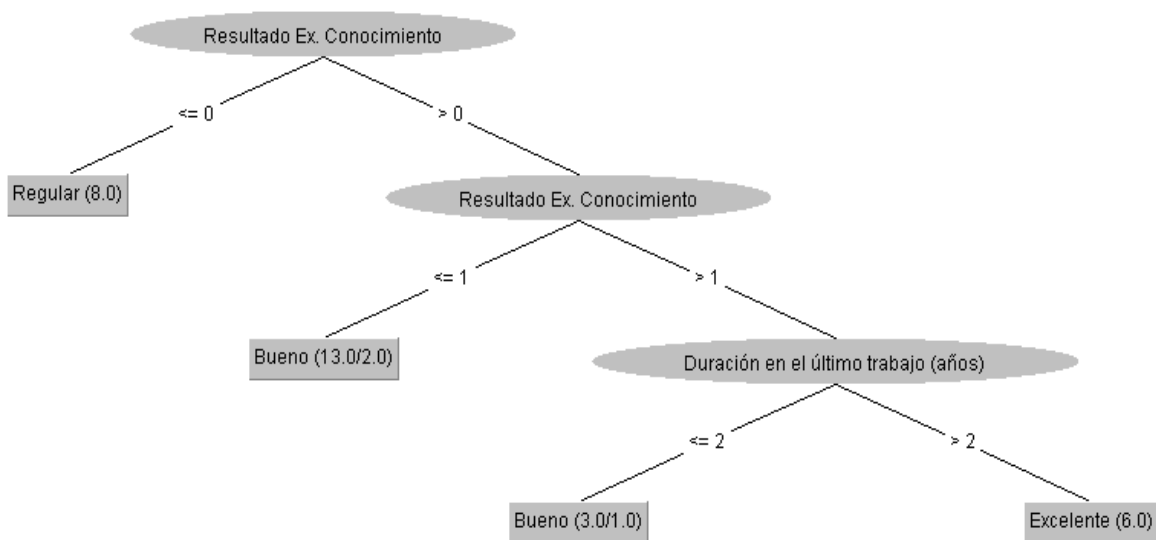 Resultado Ex. Conocimiento
<= 0
> 0
Regular (8.0)
Resultado Ex. Conocimiento
<= 1
> 1
Bueno (13.0/2.0)
Duración en el último trabajo (años)
<= 2
> 2
Bueno (3.0/1.0)
Excelente (6.0)